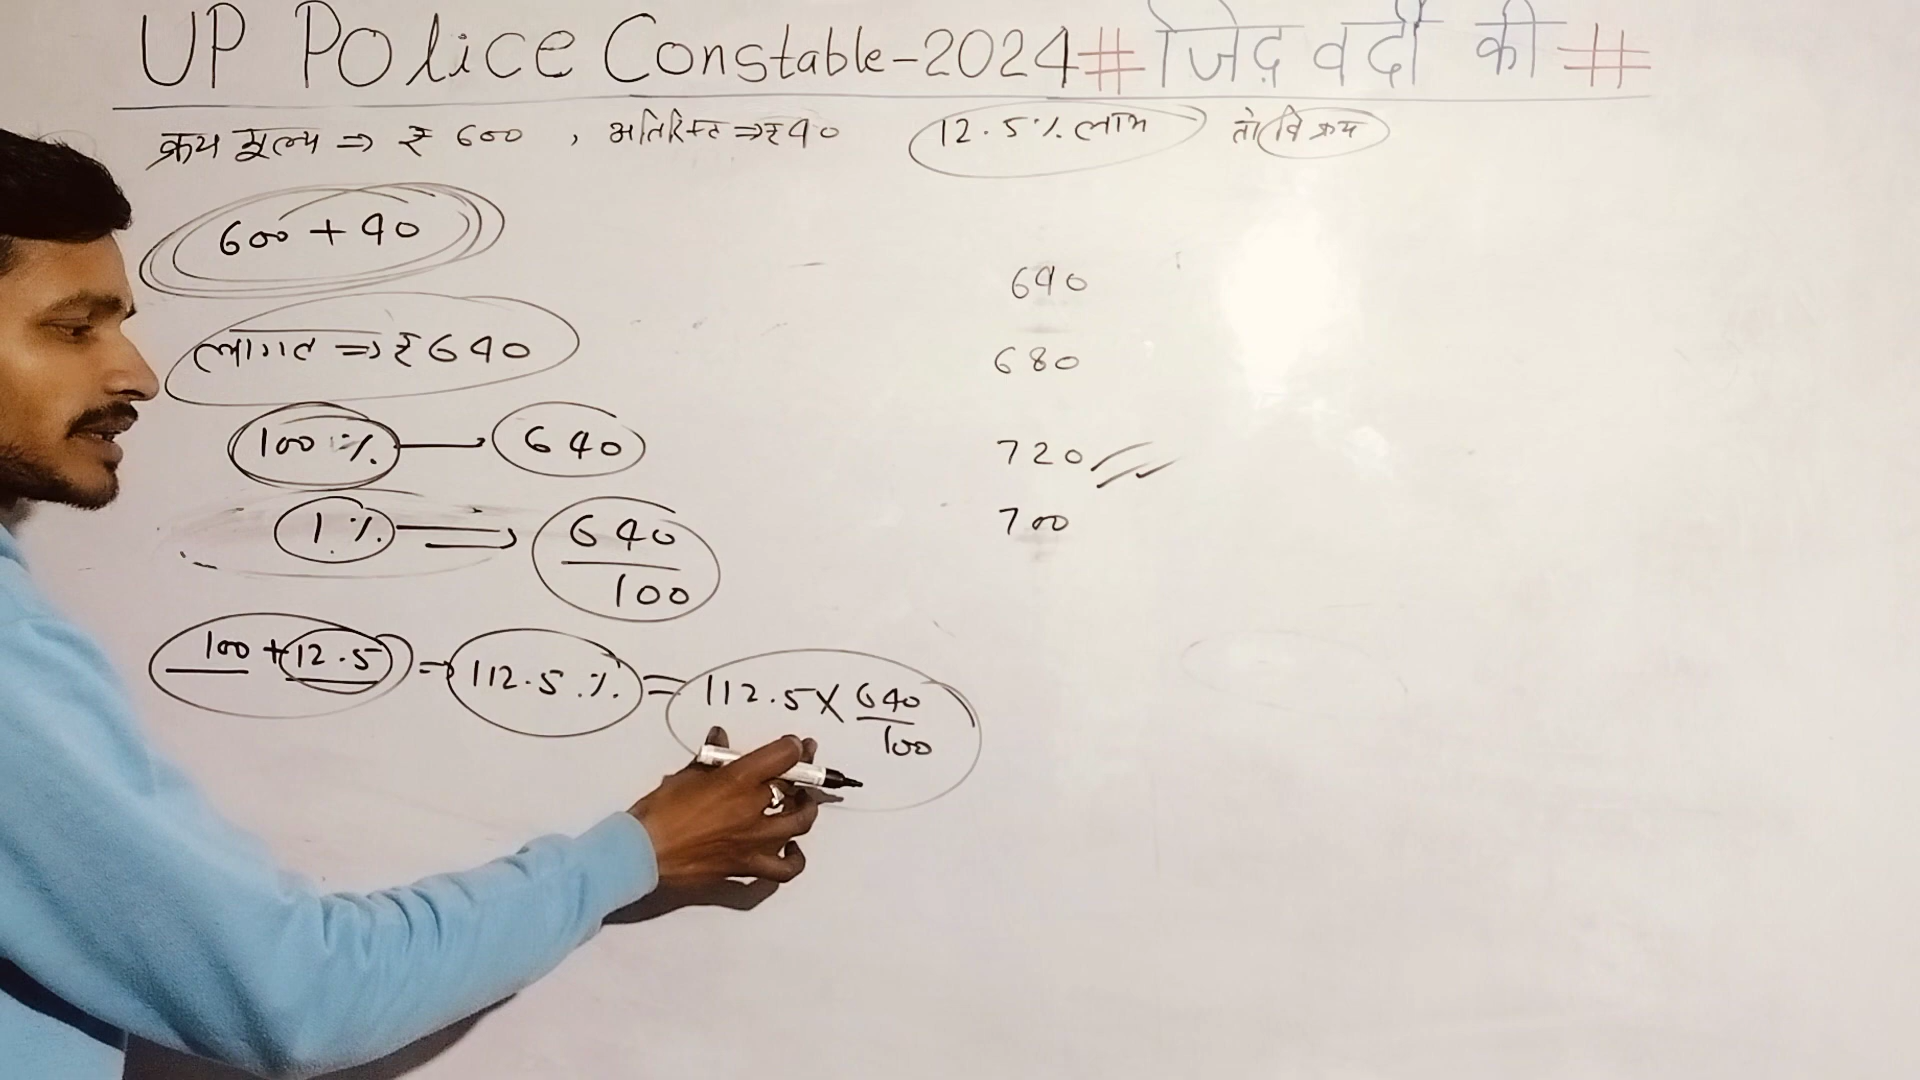 UP Police Constable-2024 # जिद़ वर्दी की #
क्रय मूल्य ⇒ ₹ 600 , अतिरिक्त ⇒ ₹40 12.5% लाभ तो विक्रय
600 + 40
लागत ⇒ ₹640
100% — 640
1% ⇒ 640/100
100 + 12.5 ⇒ 112.5% = 112.5 X 640/100
640
680
720
700